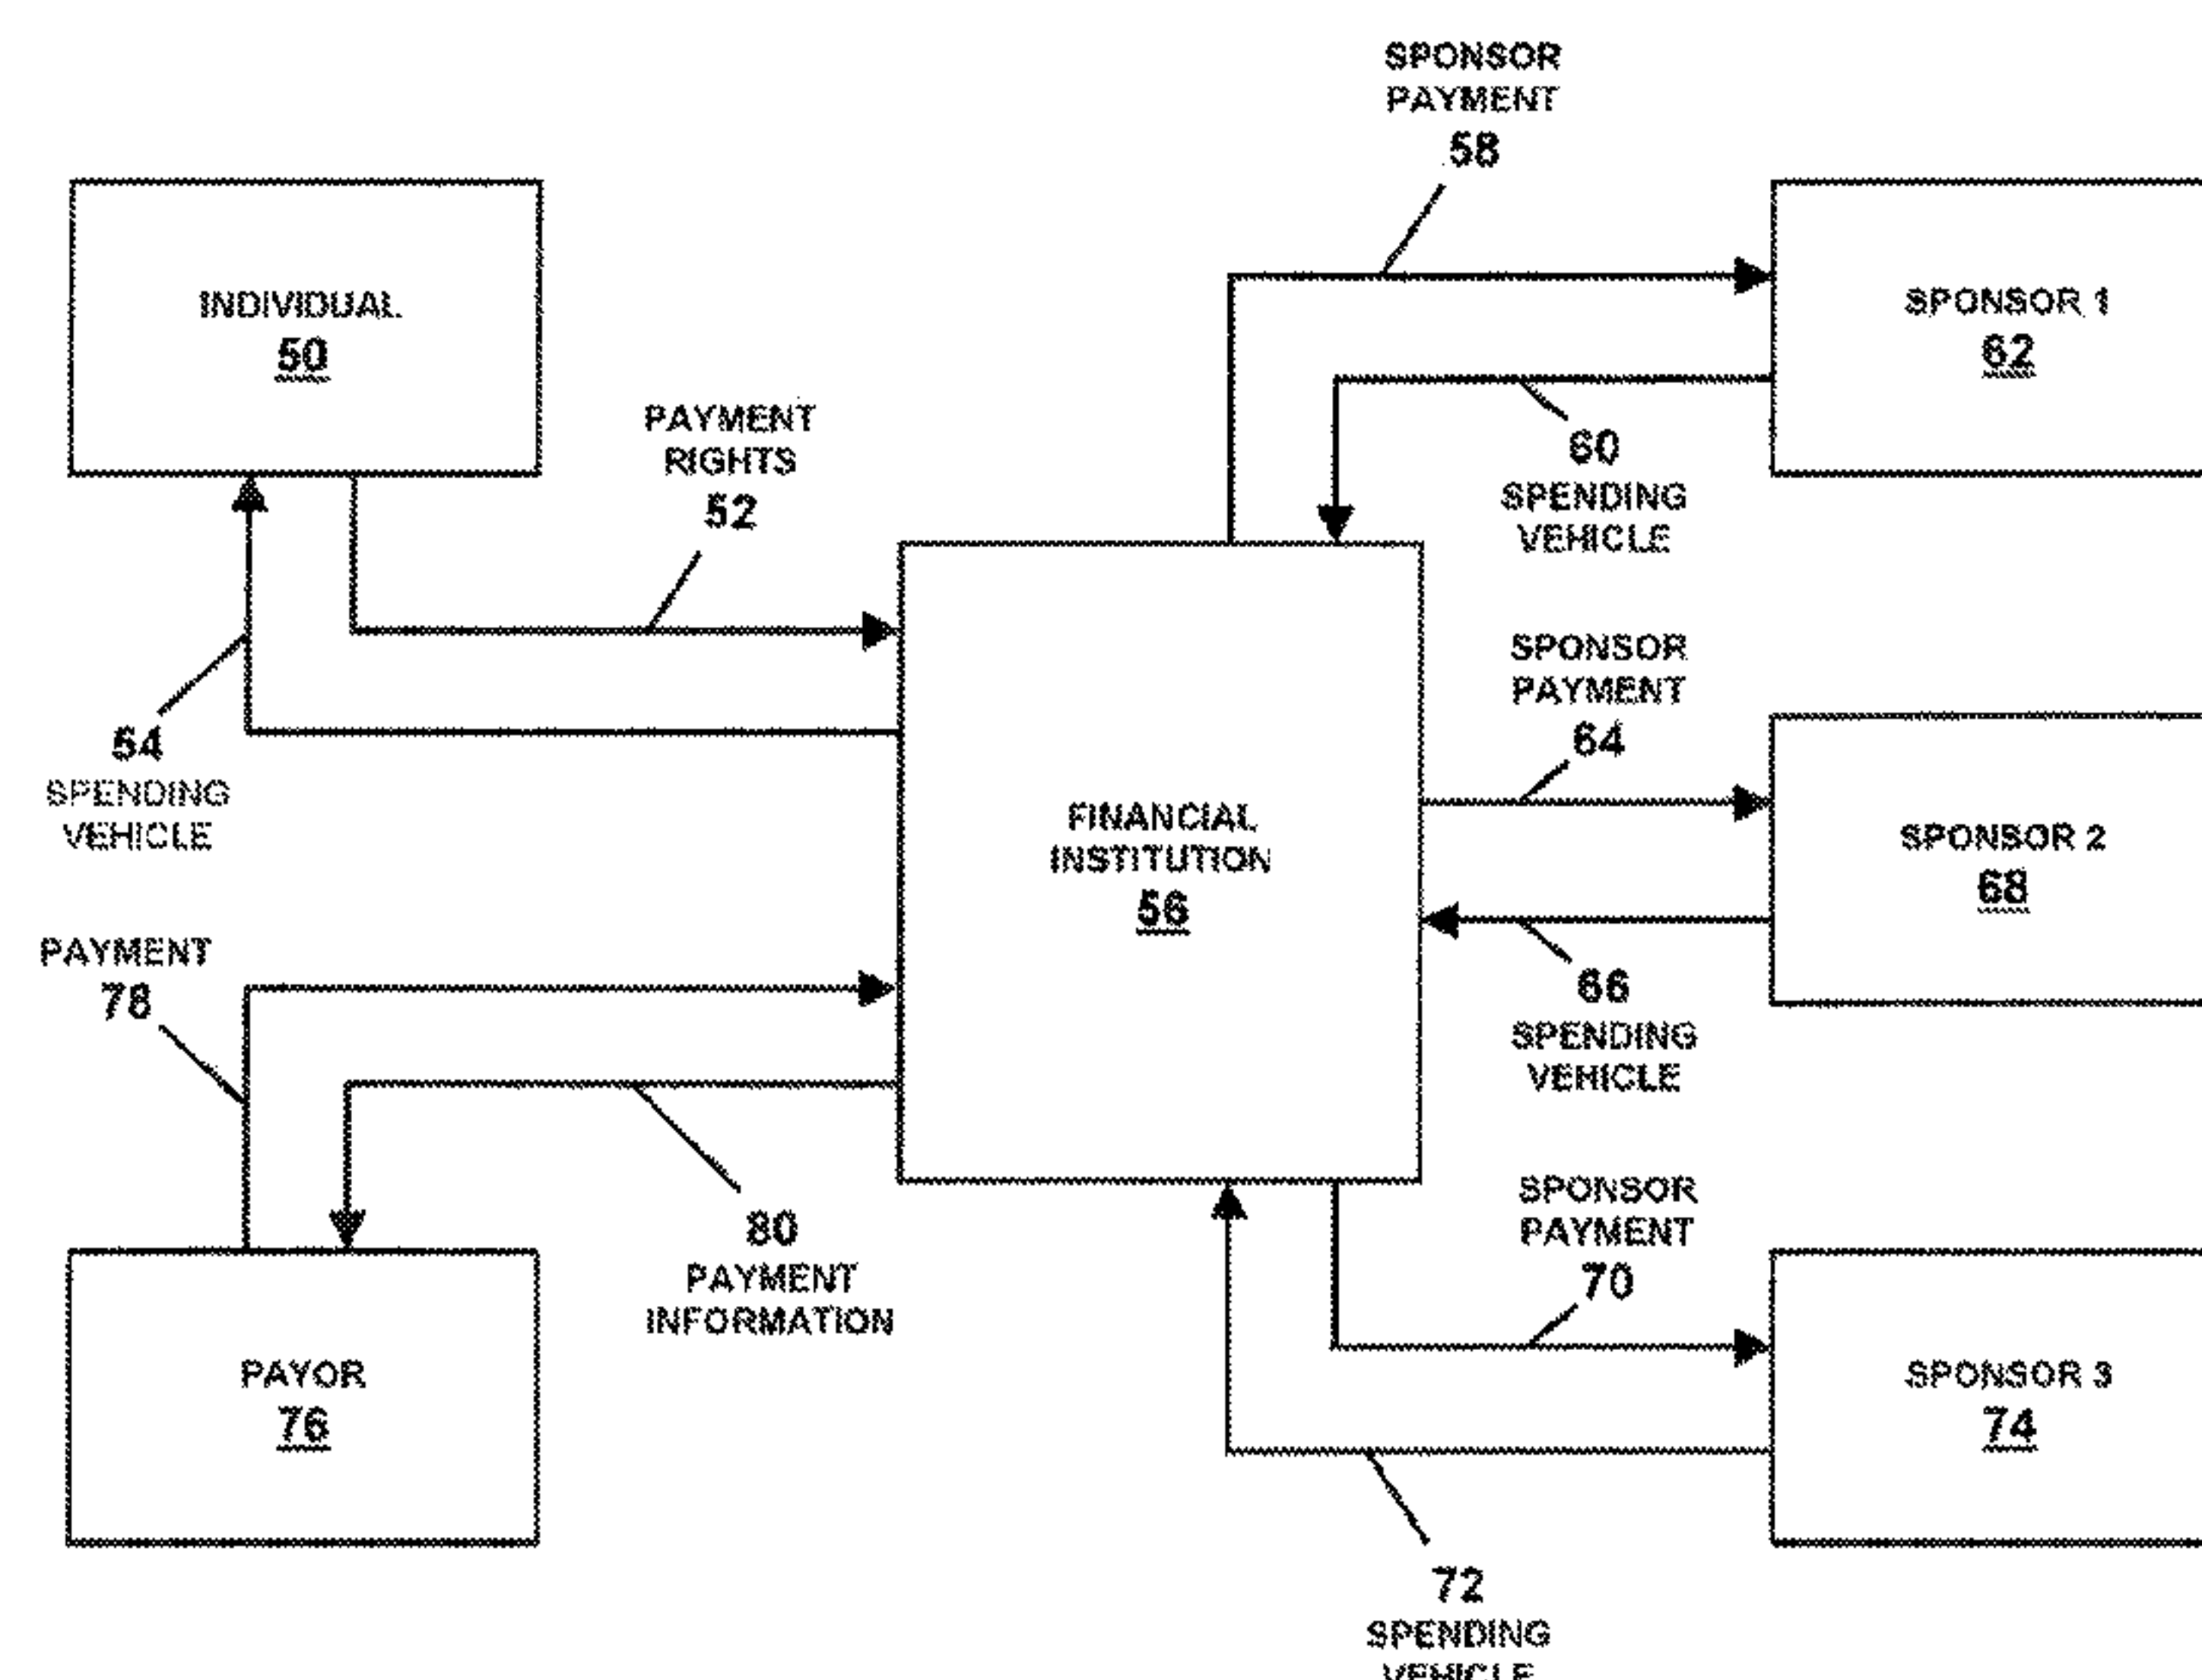 SPONSOR
PAYMENT
58
INDIVIDUAL
50
SPONSOR 1
62
PAYMENT
RIGHTS
52
60
SPENDING
VEHICLE
54
SPENDING
VEHICLE
SPONSOR
PAYMENT
64
FINANCIAL
INSTITUTION
56
SPONSOR 2
68
PAYMENT
78
66
SPENDING
VEHICLE
80
PAYMENT
INFORMATION
SPONSOR
PAYMENT
70
PAYOR
76
SPONSOR 3
74
72
SPENDING
VEHICLE